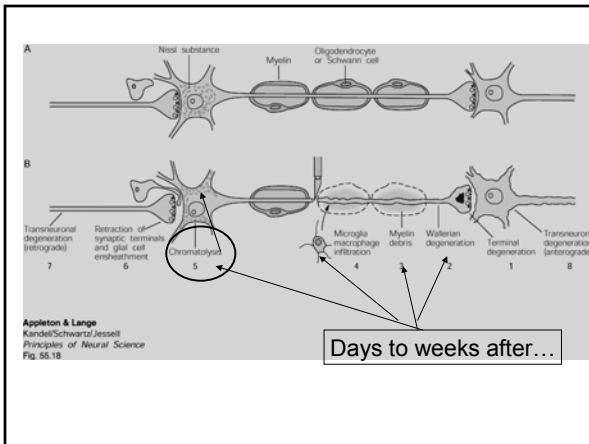 A
Nissl substance
Myelin
Oligodendrocyte
or Schwann cell
B
Transneuronal
degeneration
(retrograde)
7
Retraction of
synaptic terminals
and glial cell
ensheathment
6
Chromatolysis
5
Microglia
macrophage
infiltration
4
Myelin
debris
3
Wallerian
degeneration
2
Terminal
degeneration
1
Transneuronal
degeneration
(anterograde)
8
Days to weeks after…
Appleton & Lange
Kandel/Schwartz/Jessell
Principles of Neural Science
Fig. 55.18